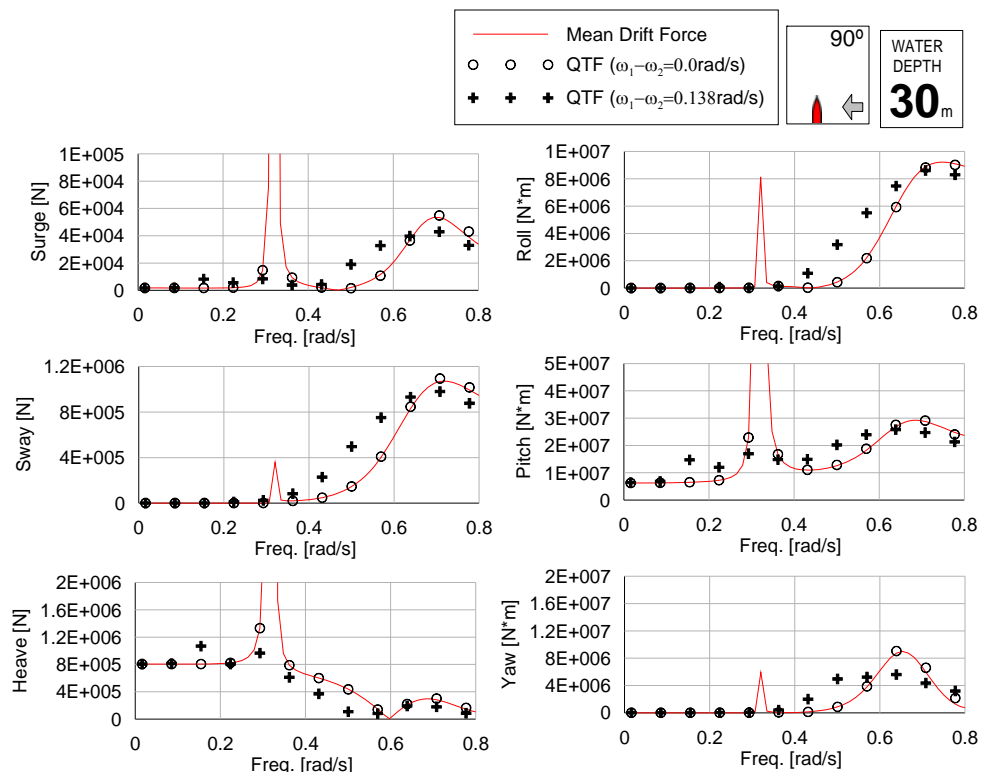 Mean Drift Force
QTF (ω₁−ω₂=0.0rad/s)
QTF (ω₁−ω₂=0.138rad/s)
90º
WATER
DEPTH
30m
Surge [N]
1E+005
8E+004
6E+004
4E+004
2E+004
0
0 0.2 0.4 0.6 0.8
Freq. [rad/s]
Roll [N*m]
1E+007
8E+006
6E+006
4E+006
2E+006
0
0 0.2 0.4 0.6 0.8
Freq. [rad/s]
Sway [N]
1.2E+006
8E+005
4E+005
0
0 0.2 0.4 0.6 0.8
Freq. [rad/s]
Pitch [N*m]
5E+007
4E+007
3E+007
2E+007
1E+007
0
0 0.2 0.4 0.6 0.8
Freq. [rad/s]
Heave [N]
2E+006
2E+006
1E+006
8E+005
4E+005
0
0 0.2 0.4 0.6 0.8
Freq. [rad/s]
Yaw [N*m]
2E+007
2E+007
1E+007
8E+006
4E+006
0
0 0.2 0.4 0.6 0.8
Freq. [rad/s]